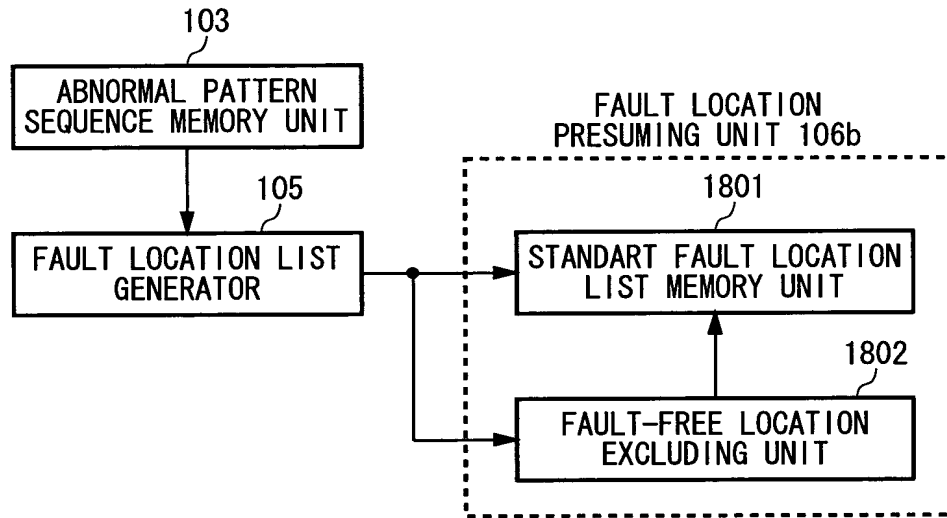 103
ABNORMAL PATTERN
SEQUENCE MEMORY UNIT
105
FAULT LOCATION LIST
GENERATOR
FAULT LOCATION
PRESUMING UNIT 106b
1801
STANDART FAULT LOCATION
LIST MEMORY UNIT
1802
FAULT-FREE LOCATION
EXCLUDING UNIT